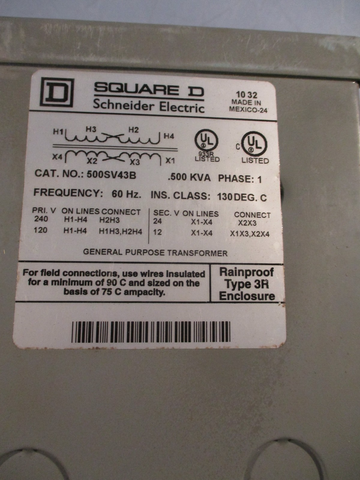 D SQUARE D
Schneider Electric
10 32
MADE IN
MEXICO-24
H1 H3 H2 H4
X4 X2 X3 X1
UL
LISTED
C UL
LISTED
CAT. NO.: 500SV43B .500 KVA PHASE: 1
FREQUENCY: 60 Hz. INS. CLASS: 130DEG. C
PRI. V ON LINES CONNECT SEC. V ON LINES CONNECT
240 H1-H4 H2H3 24 X1-X4 X2X3
120 H1-H4 H1H3,H2H4 12 X1-X4 X1X3,X2X4
GENERAL PURPOSE TRANSFORMER
For field connections, use wires insulated
for a minimum of 90 C and sized on the
basis of 75 C ampacity.
Rainproof
Type 3R
Enclosure